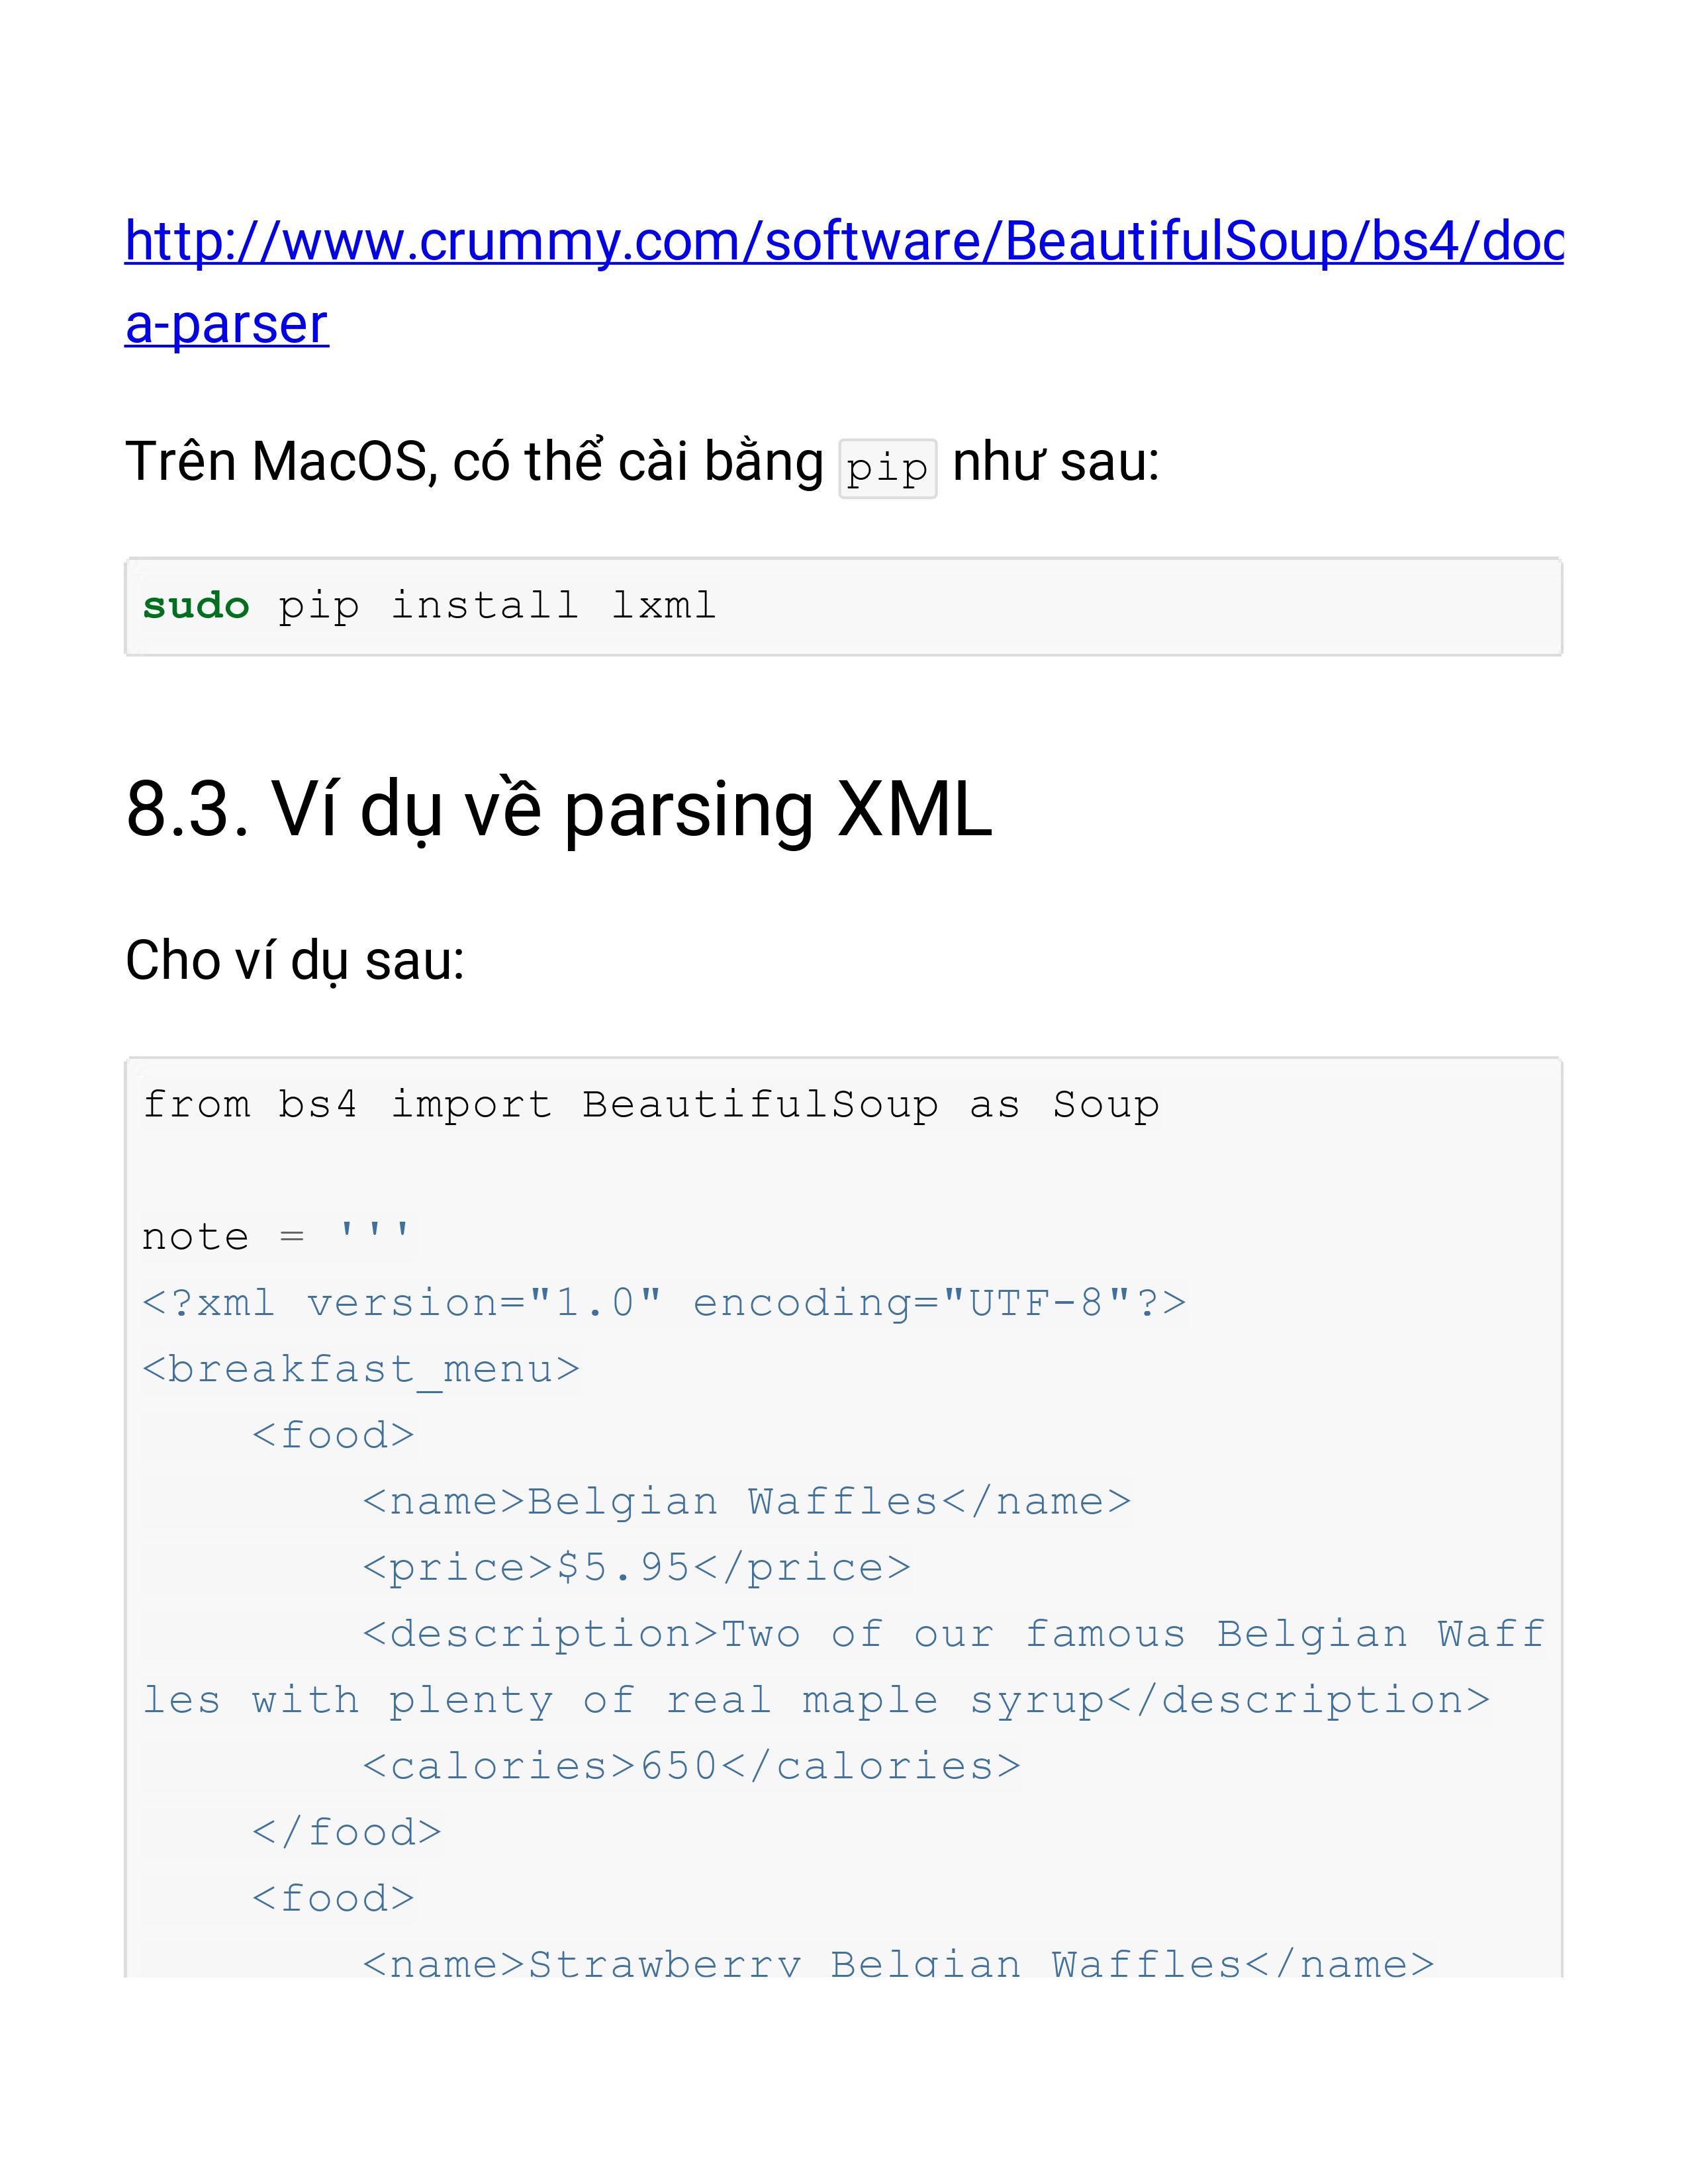 http://www.crummy.com/software/BeautifulSoup/bs4/doc
a-parser
Trên MacOS, có thể cài bằng pip như sau:
sudo pip install lxml
8.3. Ví dụ về parsing XML
Cho ví dụ sau:
from bs4 import BeautifulSoup as Soup
note = '''
<?xml version="1.0" encoding="UTF-8"?>
<breakfast_menu>
    <food>
        <name>Belgian Waffles</name>
        <price>$5.95</price>
        <description>Two of our famous Belgian Waff
les with plenty of real maple syrup</description>
        <calories>650</calories>
    </food>
    <food>
        <name>Strawberry Belgian Waffles</name>